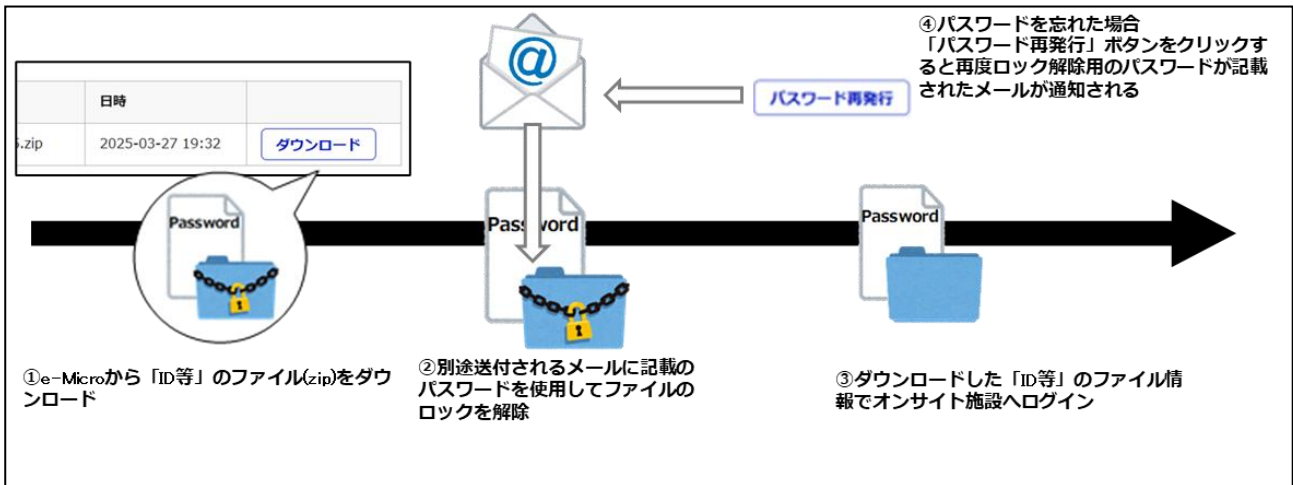 日時
.zip
2025-03-27 19:32
ダウンロード
④パスワードを忘れた場合
「パスワード再発行」ボタンをクリックす
ると再度ロック解除用のパスワードが記載
されたメールが通知される
@
パスワード再発行
Password
Password
Password
①e-Microから「ID等」のファイル(zip)をダウ
ンロード
②別途送付されるメールに記載の
パスワードを使用してファイルの
ロックを解除
③ダウンロードした「ID等」のファイル情
報でオンサイト施設へログイン